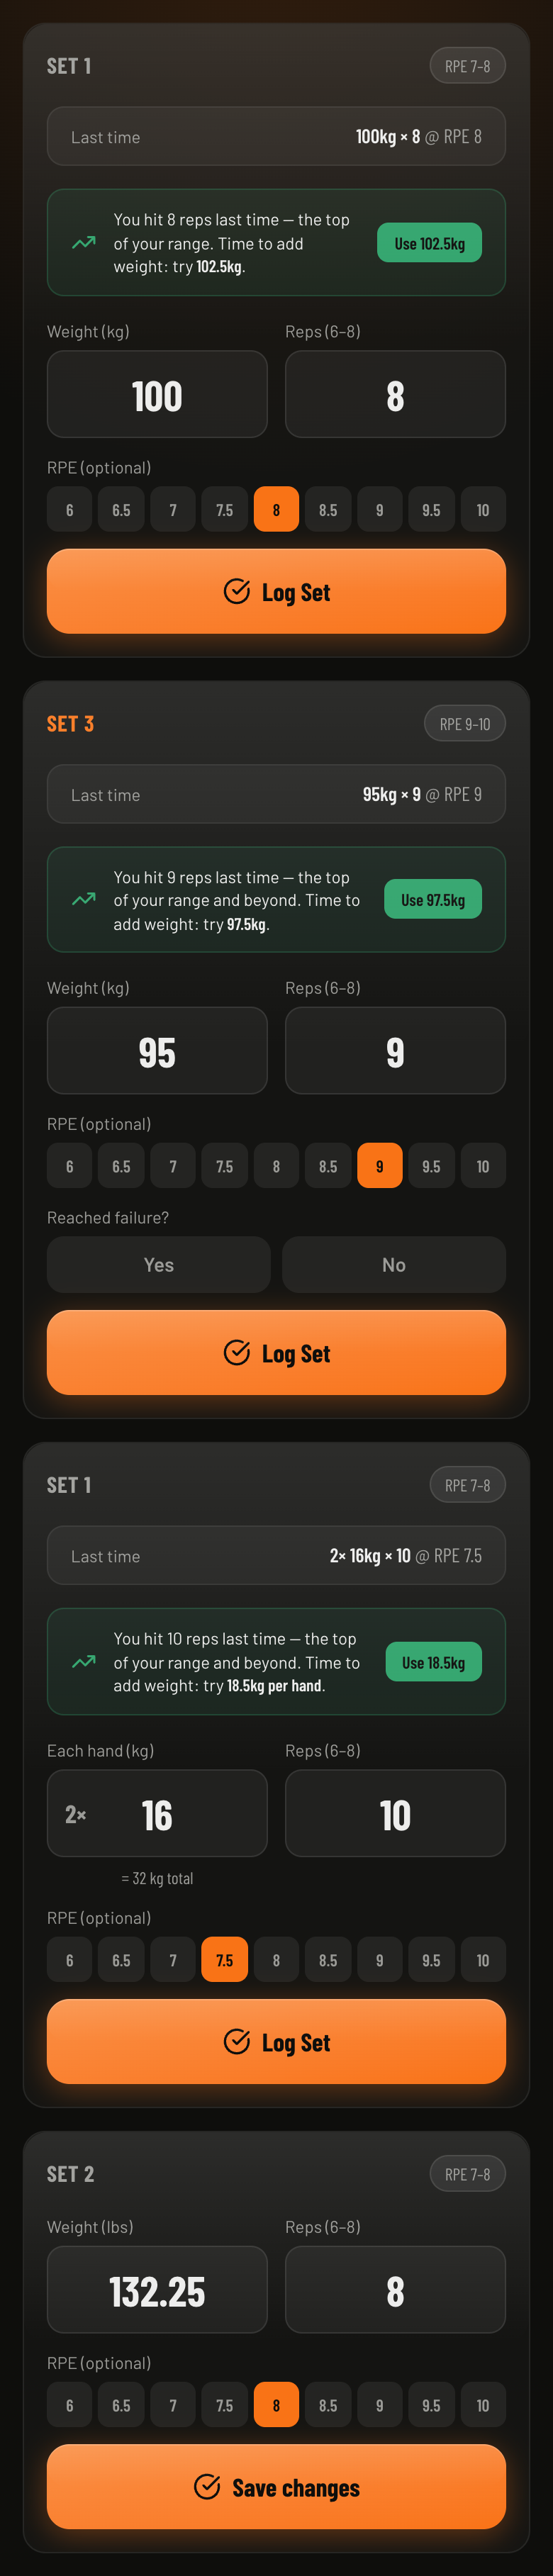 SET 1
RPE 7–8
Last time
100kg × 8 @ RPE 8
You hit 8 reps last time — the top
of your range. Time to add
weight: try 102.5kg.
Use 102.5kg
Weight (kg)
Reps (6–8)
100
8
RPE (optional)
6 6.5 7 7.5 8 8.5 9 9.5 10
Log Set
SET 3
RPE 9–10
Last time
95kg × 9 @ RPE 9
You hit 9 reps last time — the top
of your range and beyond. Time to
add weight: try 97.5kg.
Use 97.5kg
Weight (kg)
Reps (6–8)
95
9
RPE (optional)
6 6.5 7 7.5 8 8.5 9 9.5 10
Reached failure?
Yes
No
Log Set
SET 1
RPE 7–8
Last time
2× 16kg × 10 @ RPE 7.5
You hit 10 reps last time — the top
of your range and beyond. Time to
add weight: try 18.5kg per hand.
Use 18.5kg
Each hand (kg)
Reps (6–8)
2× 16
10
= 32 kg total
RPE (optional)
6 6.5 7 7.5 8 8.5 9 9.5 10
Log Set
SET 2
RPE 7–8
Weight (lbs)
Reps (6–8)
132.25
8
RPE (optional)
6 6.5 7 7.5 8 8.5 9 9.5 10
Save changes